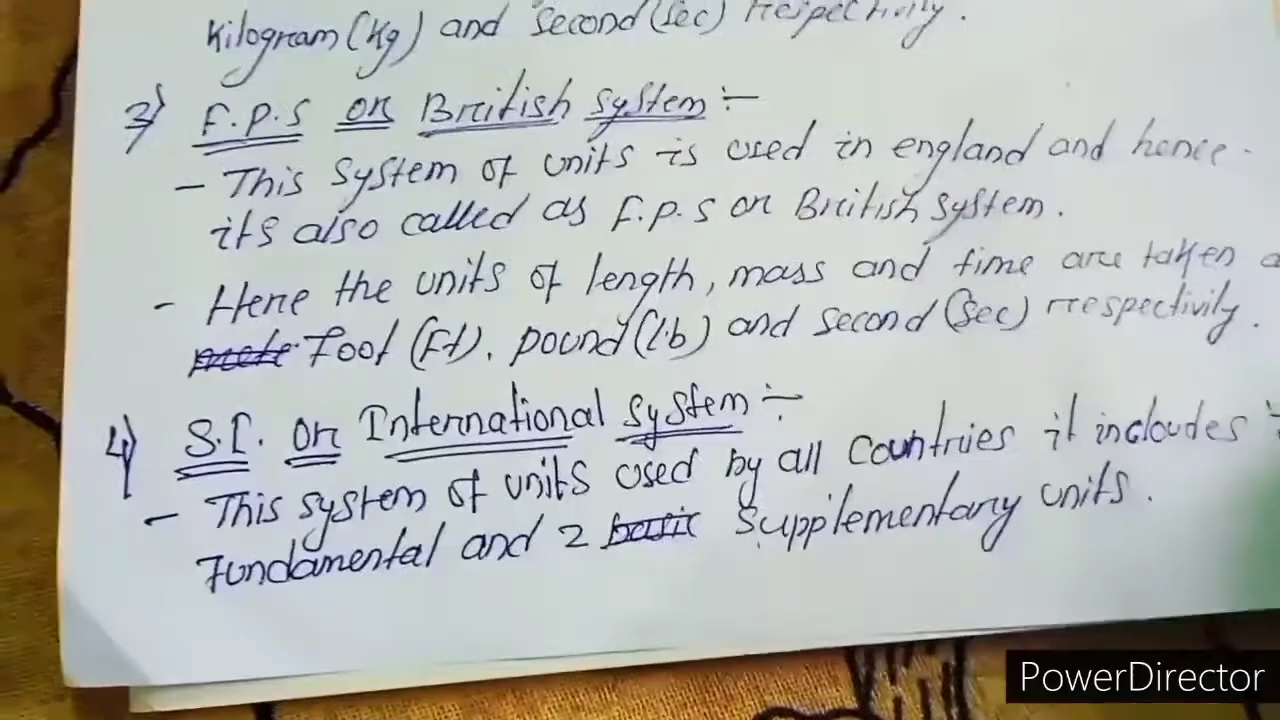 Kilogram (Kg) and Second (Sec) respectivily.
3) F.P.S or British System :-
- This System of units is used in england and hence
it's also called as F.P.S or British System.
- Here the units of length, mass and time are taken a
Foot (Ft), pound (lb) and Second (Sec) respectivily.
4) S.I. or International System :-
- This system of units used by all Countries it includes
Fundamental and 2 basic Supplementary units.
PowerDirector